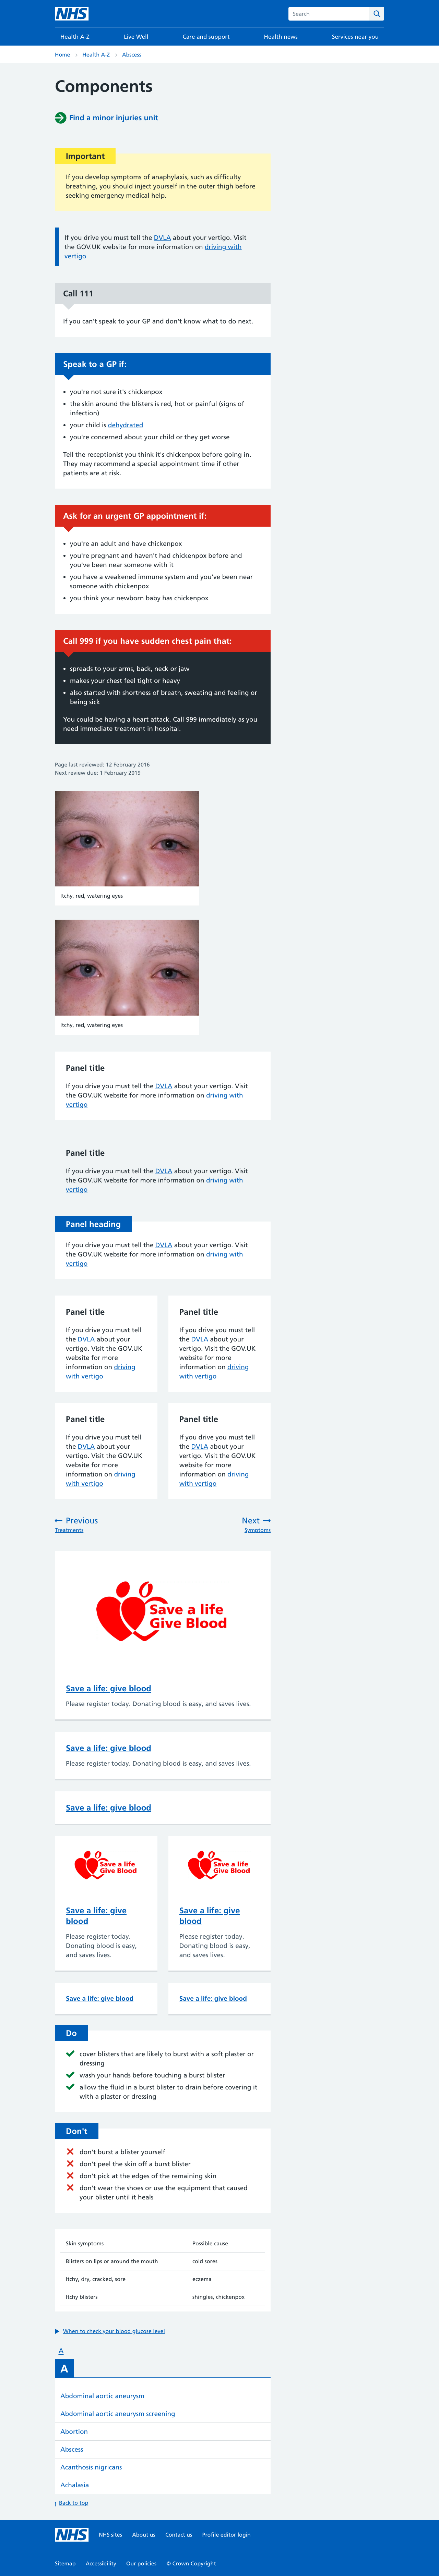 NHS
Search
Health A-Z Live Well Care and support Health news Services near you
Home Health A-Z Abscess
Components
Find a minor injuries unit
Important
If you develop symptoms of anaphylaxis, such as difficulty
breathing, you should inject yourself in the outer thigh before
seeking emergency medical help.
If you drive you must tell the DVLA about your vertigo. Visit
the GOV.UK website for more information on driving with
vertigo
Call 111
If you can't speak to your GP and don't know what to do next.
Speak to a GP if:
you're not sure it's chickenpox
the skin around the blisters is red, hot or painful (signs of
infection)
your child is dehydrated
you're concerned about your child or they get worse
Tell the receptionist you think it's chickenpox before going in.
They may recommend a special appointment time if other
patients are at risk.
Ask for an urgent GP appointment if:
you're an adult and have chickenpox
you're pregnant and haven't had chickenpox before and
you've been near someone with it
you have a weakened immune system and you've been near
someone with chickenpox
you think your newborn baby has chickenpox
Call 999 if you have sudden chest pain that:
spreads to your arms, back, neck or jaw
makes your chest feel tight or heavy
also started with shortness of breath, sweating and feeling or
being sick
You could be having a heart attack. Call 999 immediately as you
need immediate treatment in hospital.
Page last reviewed: 12 February 2016
Next review due: 1 February 2019
Itchy, red, watering eyes
Itchy, red, watering eyes
Panel title
If you drive you must tell the DVLA about your vertigo. Visit
the GOV.UK website for more information on driving with
vertigo
Panel title
If you drive you must tell the DVLA about your vertigo. Visit
the GOV.UK website for more information on driving with
vertigo
Panel heading
If you drive you must tell the DVLA about your vertigo. Visit
the GOV.UK website for more information on driving with
vertigo
Panel title
If you drive you must tell
the DVLA about your
vertigo. Visit the GOV.UK
website for more
information on driving
with vertigo
Panel title
If you drive you must tell
the DVLA about your
vertigo. Visit the GOV.UK
website for more
information on driving
with vertigo
Panel title
If you drive you must tell
the DVLA about your
vertigo. Visit the GOV.UK
website for more
information on driving
with vertigo
Panel title
If you drive you must tell
the DVLA about your
vertigo. Visit the GOV.UK
website for more
information on driving
with vertigo
Previous
Treatments
Next
Symptoms
Save a life
Give Blood
Save a life: give blood
Please register today. Donating blood is easy, and saves lives.
Save a life: give blood
Please register today. Donating blood is easy, and saves lives.
Save a life: give blood
Save a life
Give Blood
Save a life: give
blood
Please register today.
Donating blood is easy,
and saves lives.
Save a life
Give Blood
Save a life: give
blood
Please register today.
Donating blood is easy,
and saves lives.
Save a life: give blood
Save a life: give blood
Do
cover blisters that are likely to burst with a soft plaster or
dressing
wash your hands before touching a burst blister
allow the fluid in a burst blister to drain before covering it
with a plaster or dressing
Don't
don't burst a blister yourself
don't peel the skin off a burst blister
don't pick at the edges of the remaining skin
don't wear the shoes or use the equipment that caused
your blister until it heals
Skin symptoms Possible cause
Blisters on lips or around the mouth cold sores
Itchy, dry, cracked, sore eczema
Itchy blisters shingles, chickenpox
When to check your blood glucose level
A
A
Abdominal aortic aneurysm
Abdominal aortic aneurysm screening
Abortion
Abscess
Acanthosis nigricans
Achalasia
Back to top
NHS NHS sites About us Contact us Profile editor login
Sitemap Accessibility Our policies © Crown Copyright